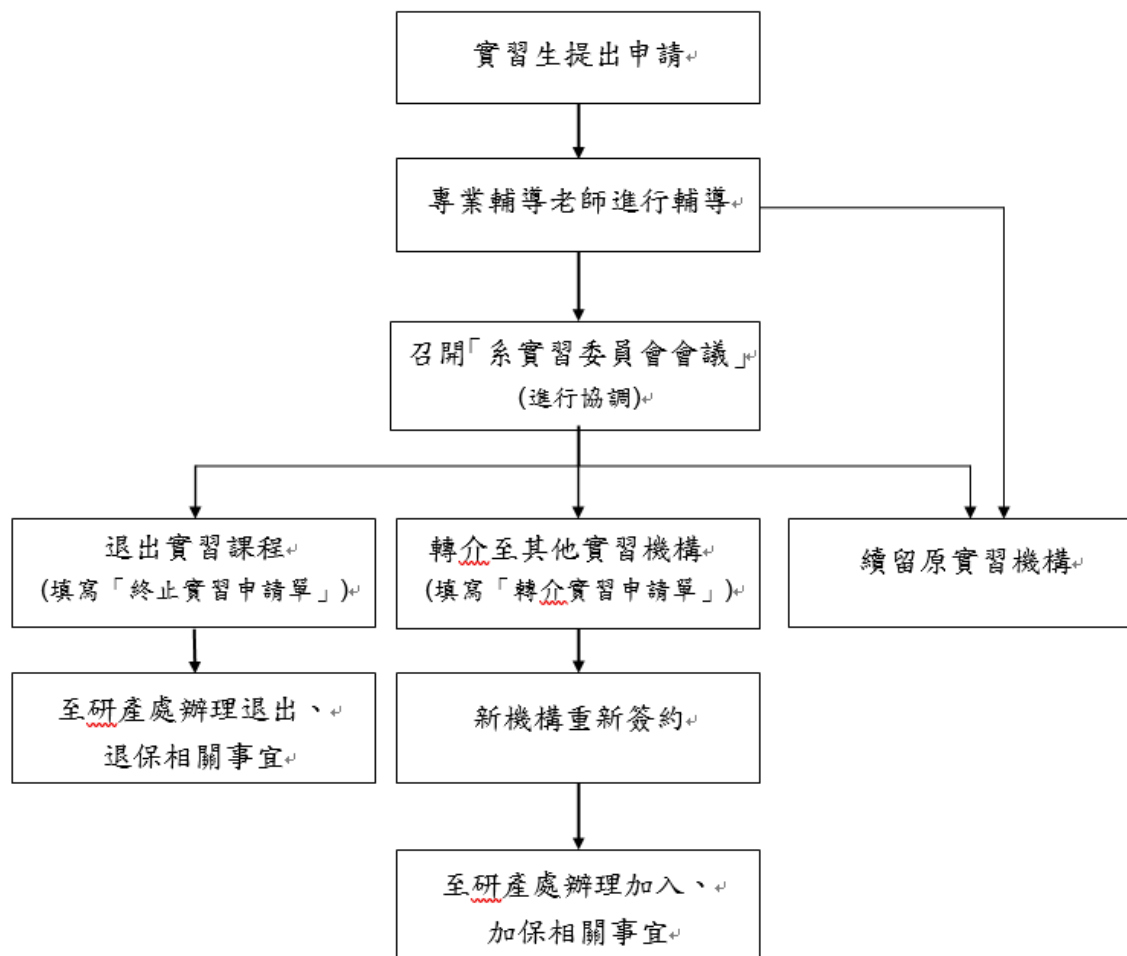 實習生提出申請
專業輔導老師進行輔導
召開「系實習委員會會議」
(進行協調)
退出實習課程
(填寫「終止實習申請單」)
轉介至其他實習機構
(填寫「轉介實習申請單」)
續留原實習機構
至研產處辦理退出、
退保相關事宜
新機構重新簽約
至研產處辦理加入、
加保相關事宜